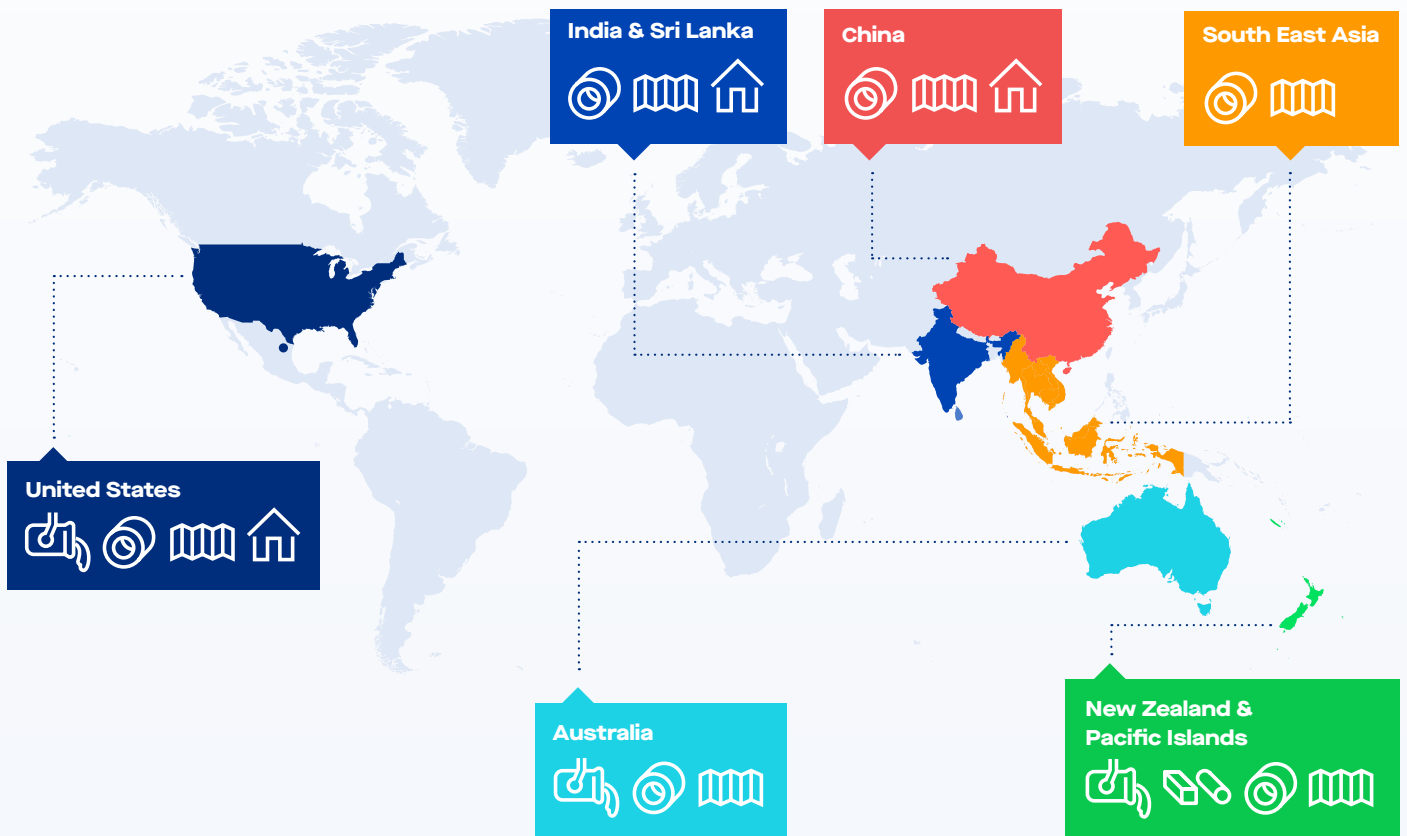 India & Sri Lanka
China
South East Asia
United States
Australia
New Zealand &
Pacific Islands